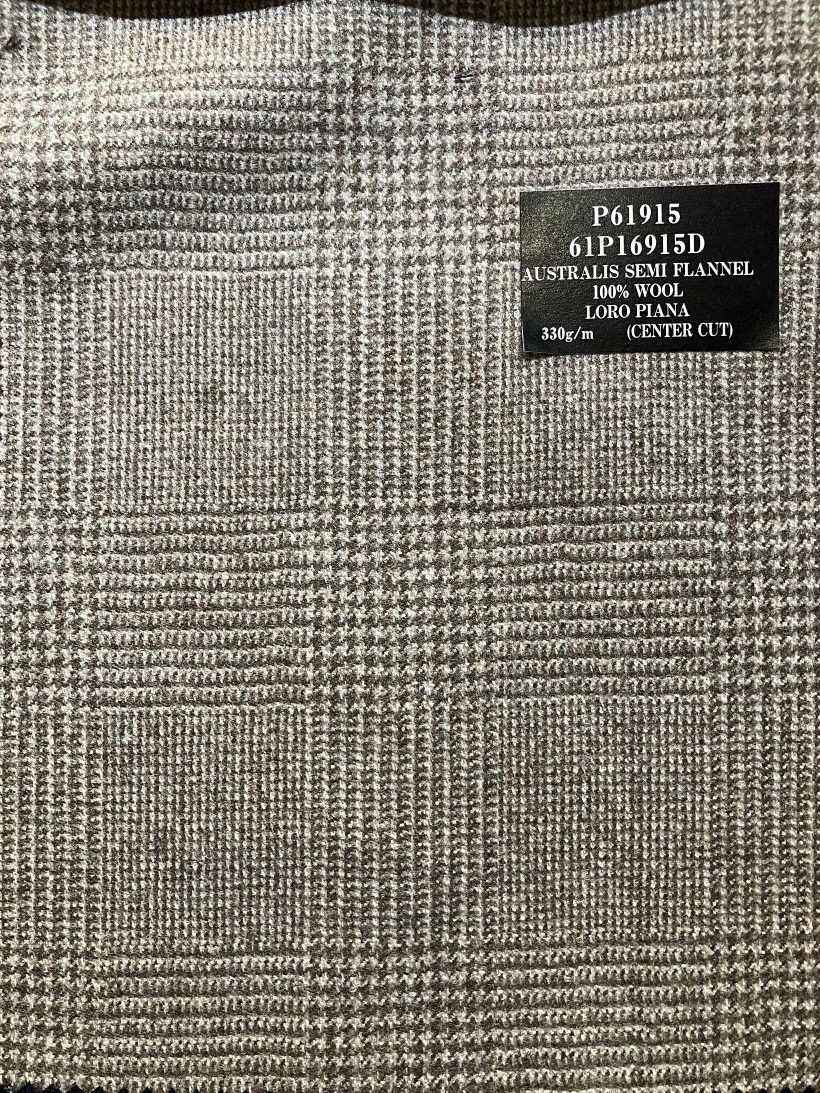 P61915
61P16915D
AUSTRALIS SEMI FLANNEL
100% WOOL
LORO PIANA
330g/m (CENTER CUT)